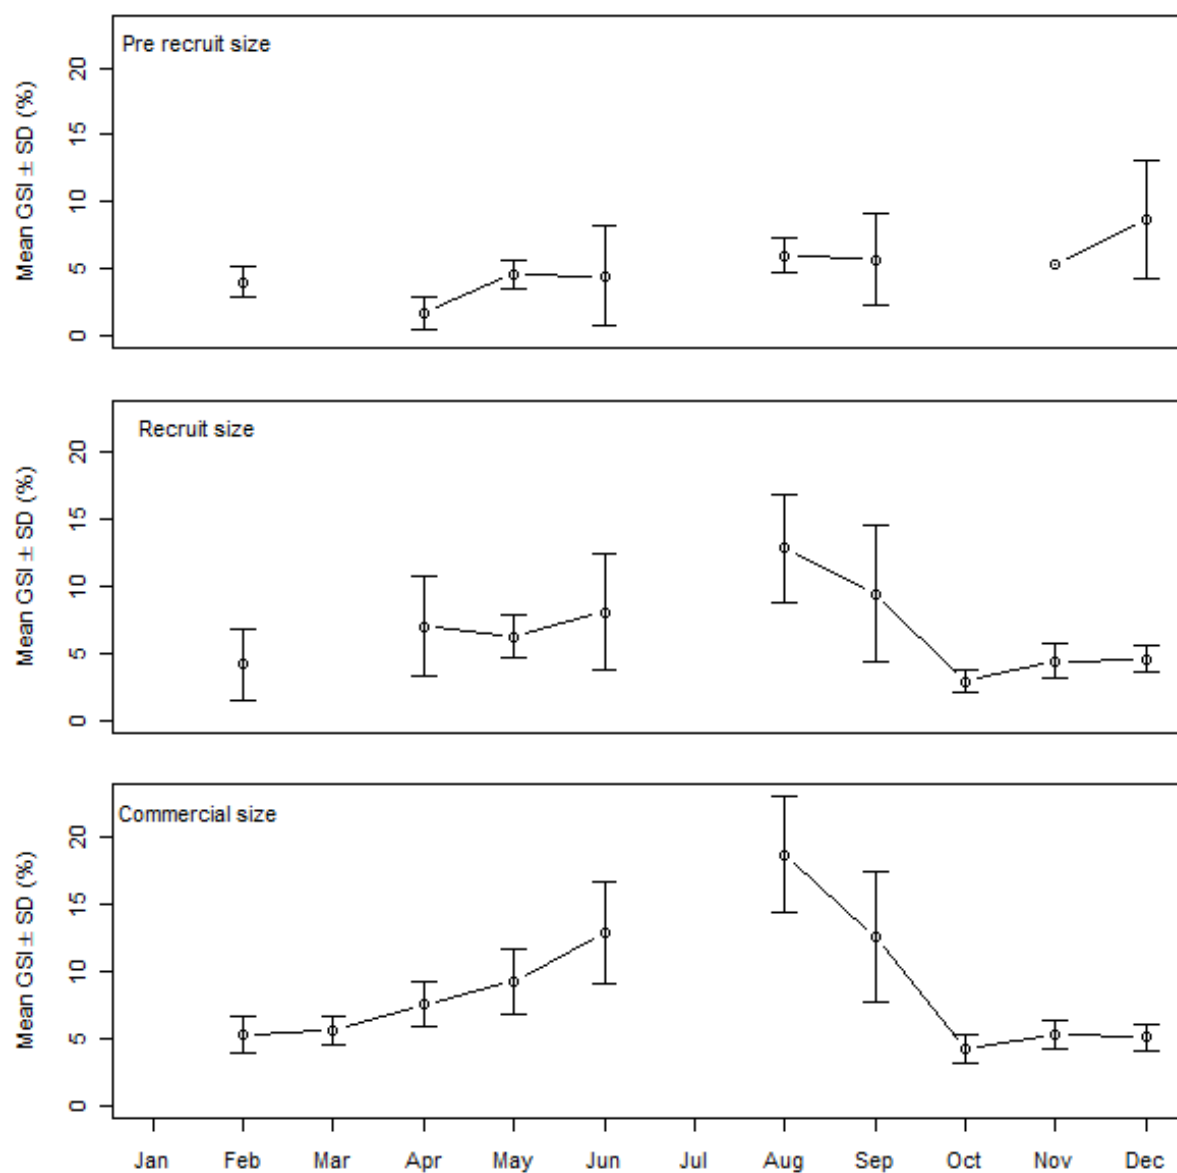 Pre recruit size
Mean GSI ± SD (%)
20
15
10
5
0
Recruit size
Mean GSI ± SD (%)
20
15
10
5
0
Commercial size
Mean GSI ± SD (%)
20
15
10
5
0
Jan Feb Mar Apr May Jun Jul Aug Sep Oct Nov Dec